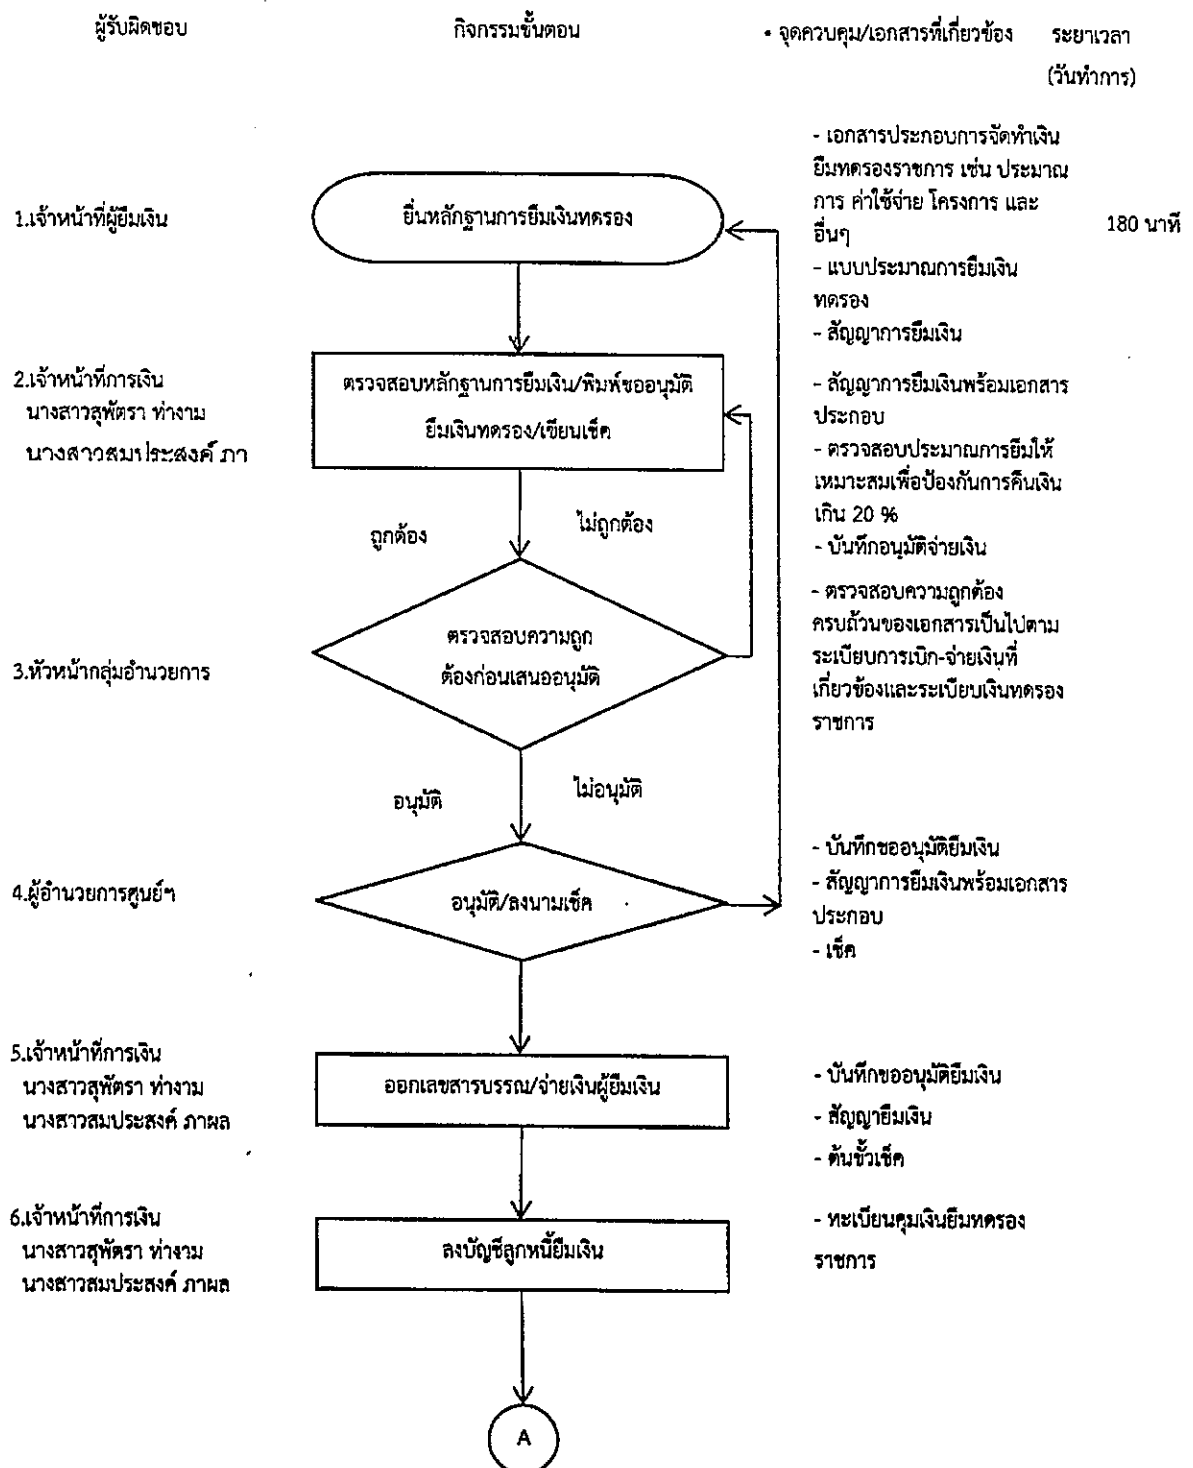 ผู้รับผิดชอบ
กิจกรรมขั้นตอน
• จุดควบคุม/เอกสารที่เกี่ยวข้อง
ระยาเวลา
(วันทำการ)
1.เจ้าหน้าที่ผู้ยืมเงิน
ยื่นหลักฐานการยืมเงินทดรอง
- เอกสารประกอบการจัดทำเงิน
ยืมทดรองราชการ เช่น ประมาณ
การ ค่าใช้จ่าย โครงการ และ
อื่นๆ
- แบบประมาณการยืมเงิน
ทดรอง
- สัญญาการยืมเงิน
180 นาที
2.เจ้าหน้าที่การเงิน
นางสาวสุพัตรา ท่างาม
นางสาวสมประสงค์ ภา
ตรวจสอบหลักฐานการยืมเงิน/พิมพ์ขออนุมัติ
ยืมเงินทดรอง/เขียนเช็ค
- สัญญาการยืมเงินพร้อมเอกสาร
ประกอบ
- ตรวจสอบประมาณการยืมให้
เหมาะสมเพื่อป้องกันการคืนเงิน
เกิน 20 %
- บันทึกอนุมัติจ่ายเงิน
ถูกต้อง
ไม่ถูกต้อง
3.หัวหน้ากลุ่มอำนวยการ
ตรวจสอบความถูก
ต้องก่อนเสนออนุมัติ
- ตรวจสอบความถูกต้อง
ครบถ้วนของเอกสารเป็นไปตาม
ระเบียบการเบิก-จ่ายเงินที่
เกี่ยวข้องและระเบียบเงินทดรอง
ราชการ
อนุมัติ
ไม่อนุมัติ
4.ผู้อำนวยการศูนย์ฯ
อนุมัติ/ลงนามเช็ค
- บันทึกขออนุมัติยืมเงิน
- สัญญาการยืมเงินพร้อมเอกสาร
ประกอบ
- เช็ค
5.เจ้าหน้าที่การเงิน
นางสาวสุพัตรา ท่างาม
นางสาวสมประสงค์ ภาผล
ออกเลขสารบรรณ/จ่ายเงินผู้ยืมเงิน
- บันทึกขออนุมัติยืมเงิน
- สัญญายืมเงิน
- ต้นขั้วเช็ค
6.เจ้าหน้าที่การเงิน
นางสาวสุพัตรา ท่างาม
นางสาวสมประสงค์ ภาผล
ลงบัญชีลูกหนี้ยืมเงิน
- ทะเบียนคุมเงินยืมทดรอง
ราชการ
A